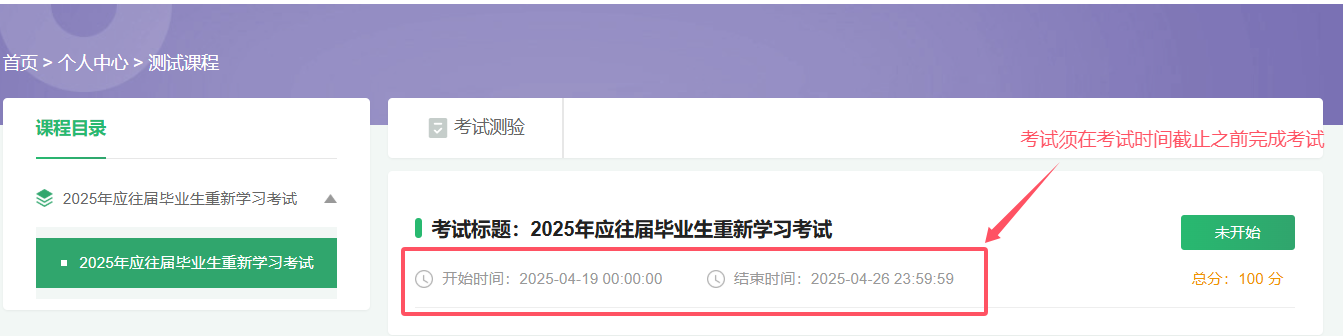 首页 > 个人中心 > 测试课程
课程目录
考试测验
考试须在考试时间截止之前完成考试
2025年应往届毕业生重新学习考试
考试标题：2025年应往届毕业生重新学习考试
未开始
2025年应往届毕业生重新学习考试
开始时间：2025-04-19 00:00:00
结束时间：2025-04-26 23:59:59
总分：100 分